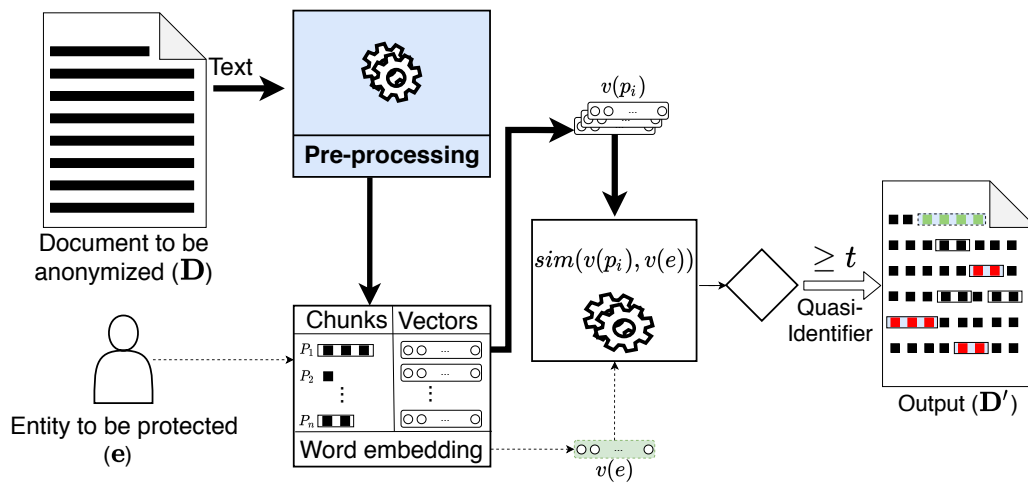 Text
Pre-processing
Document to be
anonymized (D)
v(p_i)
sim(v(p_i), v(e))
≥ t
Quasi-
Identifier
Output (D′)
Chunks Vectors
P_1 ...
P_2 ...
⋮ ⋮
P_n ...
Word embedding
Entity to be protected
(e)
...
v(e)